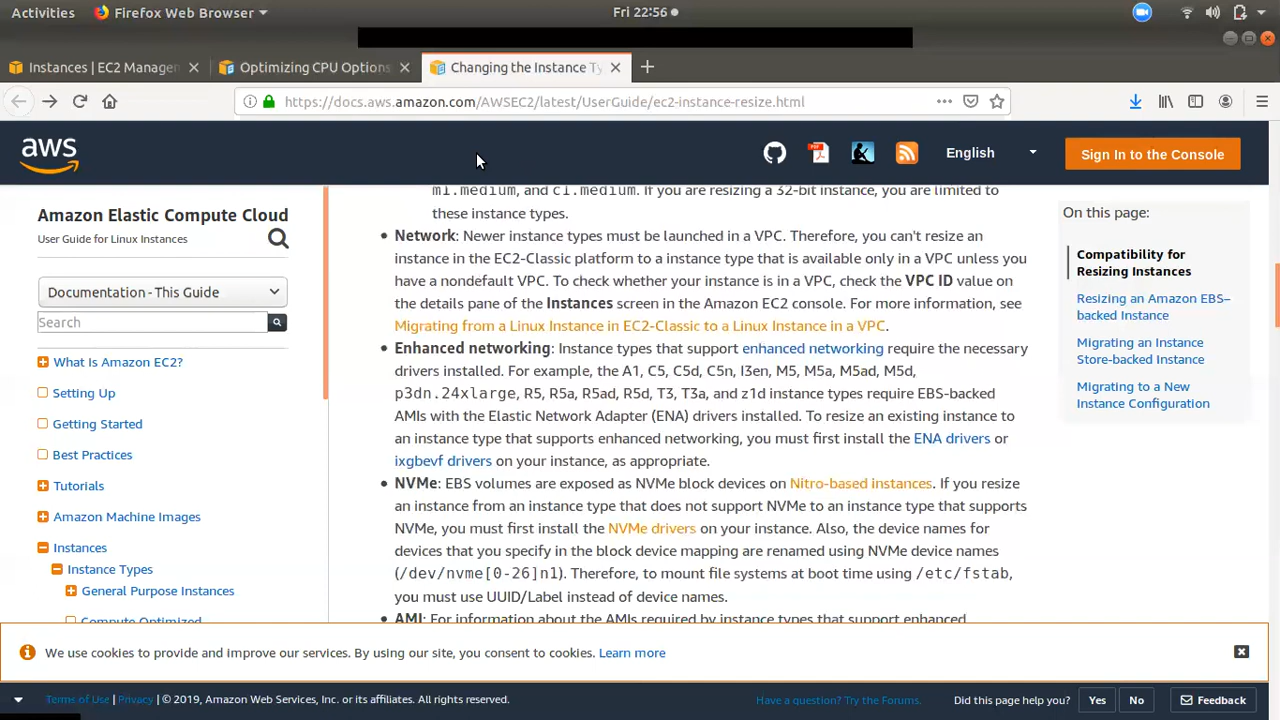 Activities Firefox Web Browser Fri 22:56
Instances | EC2 Managen Optimizing CPU Options Changing the Instance Ty
https://docs.aws.amazon.com/AWSEC2/latest/UserGuide/ec2-instance-resize.html
aws PDF English Sign In to the Console
Amazon Elastic Compute Cloud
User Guide for Linux Instances
Documentation - This Guide
Search
What Is Amazon EC2?
Setting Up
Getting Started
Best Practices
Tutorials
Amazon Machine Images
Instances
Instance Types
General Purpose Instances
Compute Optimized
m1.medium, and c1.medium. If you are resizing a 32-bit instance, you are limited to
these instance types.
Network: Newer instance types must be launched in a VPC. Therefore, you can't resize an
instance in the EC2-Classic platform to a instance type that is available only in a VPC unless you
have a nondefault VPC. To check whether your instance is in a VPC, check the VPC ID value on
the details pane of the Instances screen in the Amazon EC2 console. For more information, see
Migrating from a Linux Instance in EC2-Classic to a Linux Instance in a VPC.
Enhanced networking: Instance types that support enhanced networking require the necessary
drivers installed. For example, the A1, C5, C5d, C5n, I3en, M5, M5a, M5ad, M5d,
p3dn.24xlarge, R5, R5a, R5ad, R5d, T3, T3a, and z1d instance types require EBS-backed
AMIs with the Elastic Network Adapter (ENA) drivers installed. To resize an existing instance to
an instance type that supports enhanced networking, you must first install the ENA drivers or
ixgbevf drivers on your instance, as appropriate.
NVMe: EBS volumes are exposed as NVMe block devices on Nitro-based instances. If you resize
an instance from an instance type that does not support NVMe to an instance type that supports
NVMe, you must first install the NVMe drivers on your instance. Also, the device names for
devices that you specify in the block device mapping are renamed using NVMe device names
(/dev/nvme[0-26]n1). Therefore, to mount file systems at boot time using /etc/fstab,
you must use UUID/Label instead of device names.
AMI: For information about the AMIs required by instance types that support enhanced
On this page:
Compatibility for
Resizing Instances
Resizing an Amazon EBS–
backed Instance
Migrating an Instance
Store-backed Instance
Migrating to a New
Instance Configuration
We use cookies to provide and improve our services. By using our site, you consent to cookies. Learn more
Terms of Use | Privacy | © 2019, Amazon Web Services, Inc. or its affiliates. All rights reserved. Have a question? Try the Forums. Did this page help you? Yes No Feedback